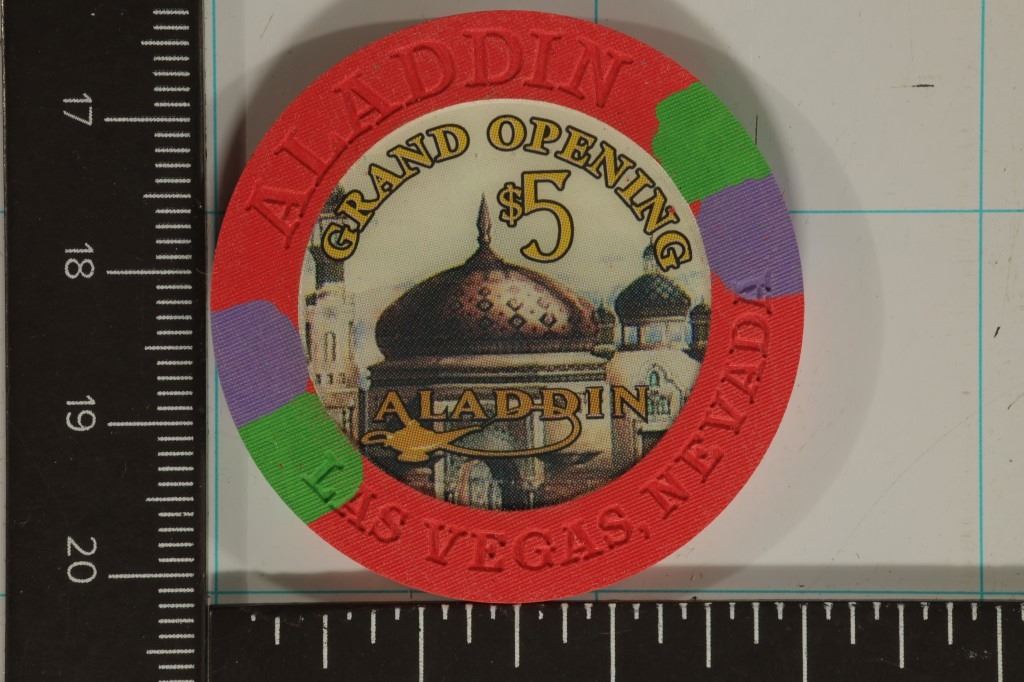 ALADDIN
GRAND OPENING
$5
ALADDIN
LAS VEGAS, NEVADA
17
18
19
20